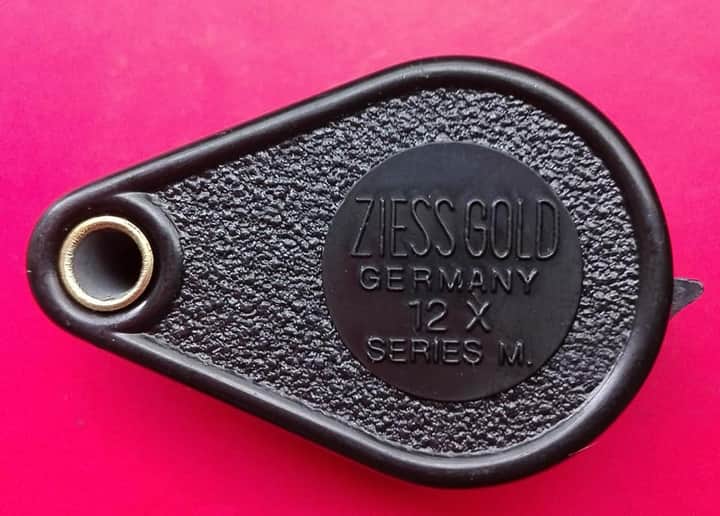 ZIESS GOLD
GERMANY
12 X
SERIES M.